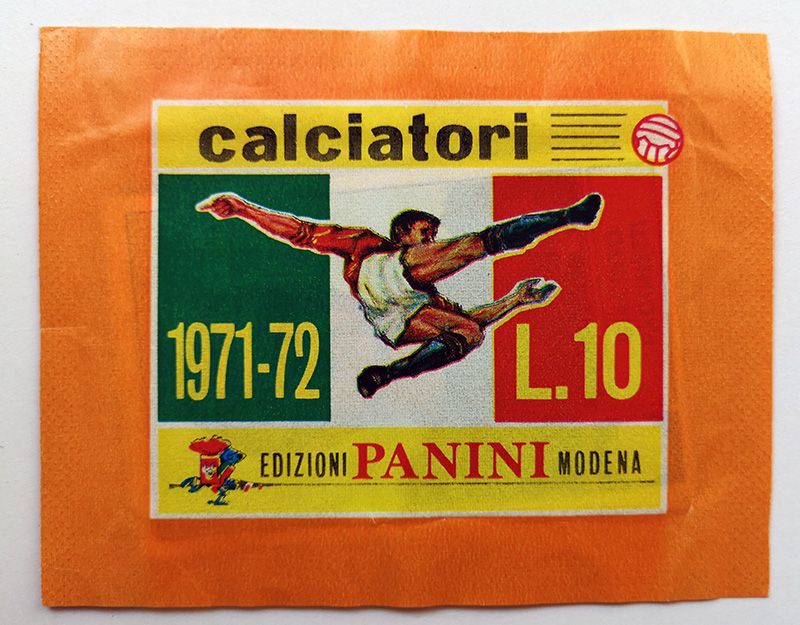 calciatori
1971-72
L.10
EDIZIONI PANINI MODENA